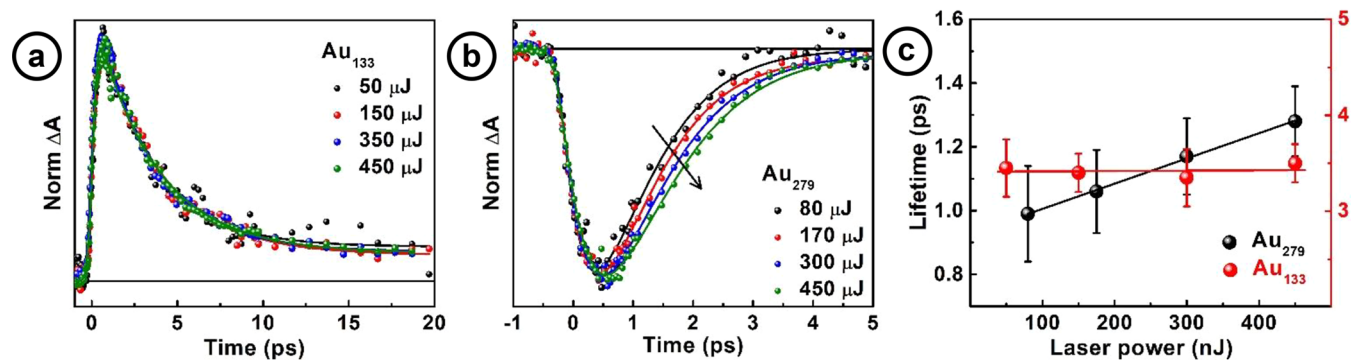 a
Norm ΔA
Au133
50 μJ
150 μJ
350 μJ
450 μJ
0 5 10 15 20
Time (ps)
b
Norm ΔA
Au279
80 μJ
170 μJ
300 μJ
450 μJ
-1 0 1 2 3 4 5
Time (ps)
c
Lifetime (ps)
1.6
1.4
1.2
1.0
0.8
5
4
3
Au279
Au133
100 200 300 400
Laser power (nJ)